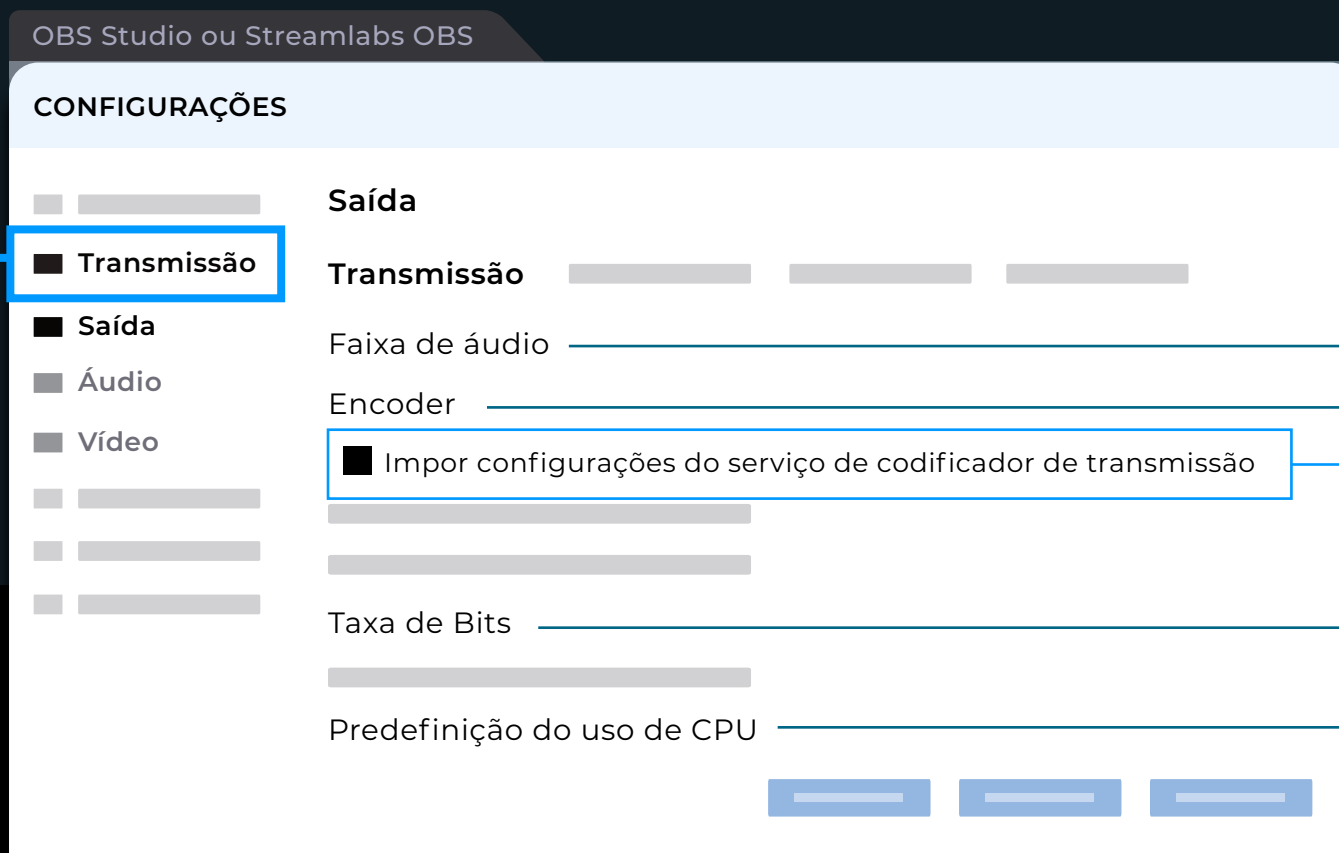 OBS Studio ou Streamlabs OBS
CONFIGURAÇÕES
Transmissão
Saída
Áudio
Vídeo
Saída
Transmissão
Faixa de áudio
Encoder
Impor configurações do serviço de codificador de transmissão
Taxa de Bits
Predefinição do uso de CPU